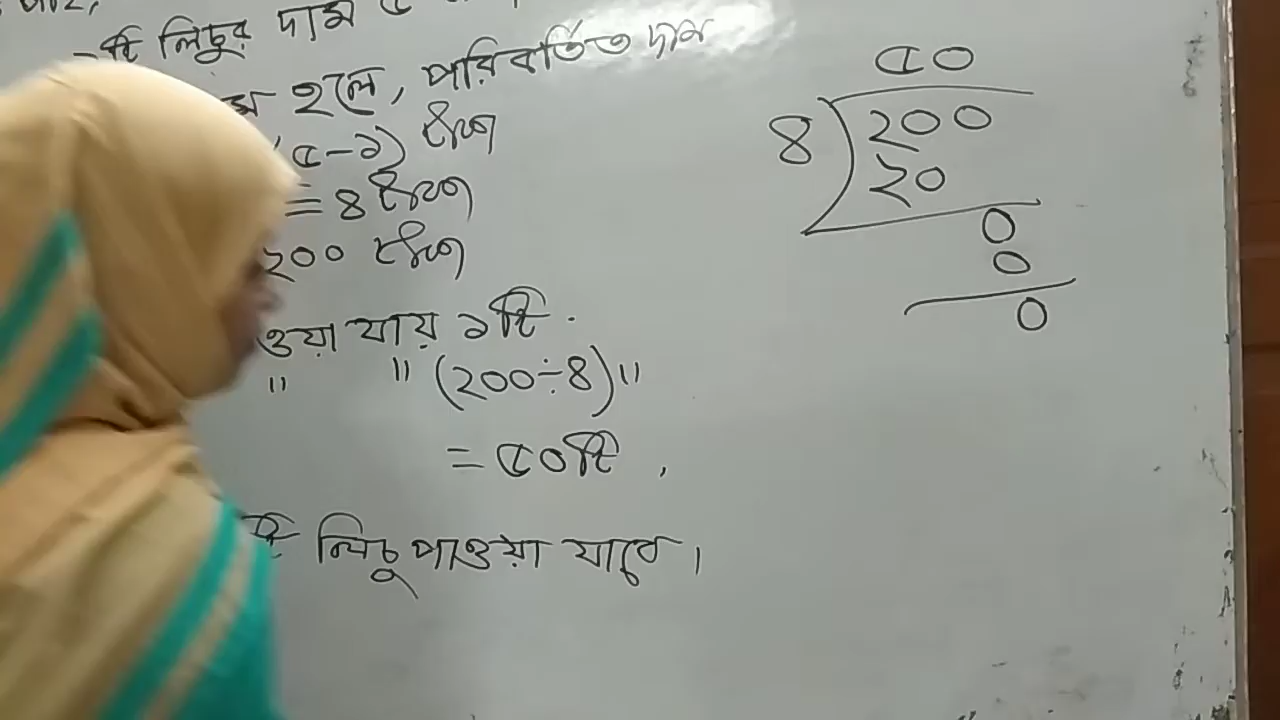 টি লিচুর দাম ৫
হলে, পরিবর্তিত দাম
(৫-১) টাকা
= ৪ টাকা
২০০ টাকা
ওয়া যায় ১টি.
" " (২০০÷৪) "
= ৫০টি,
টি লিচু পাওয়া যাবে।
৫০
৪) ২০০
২০
০
০
০